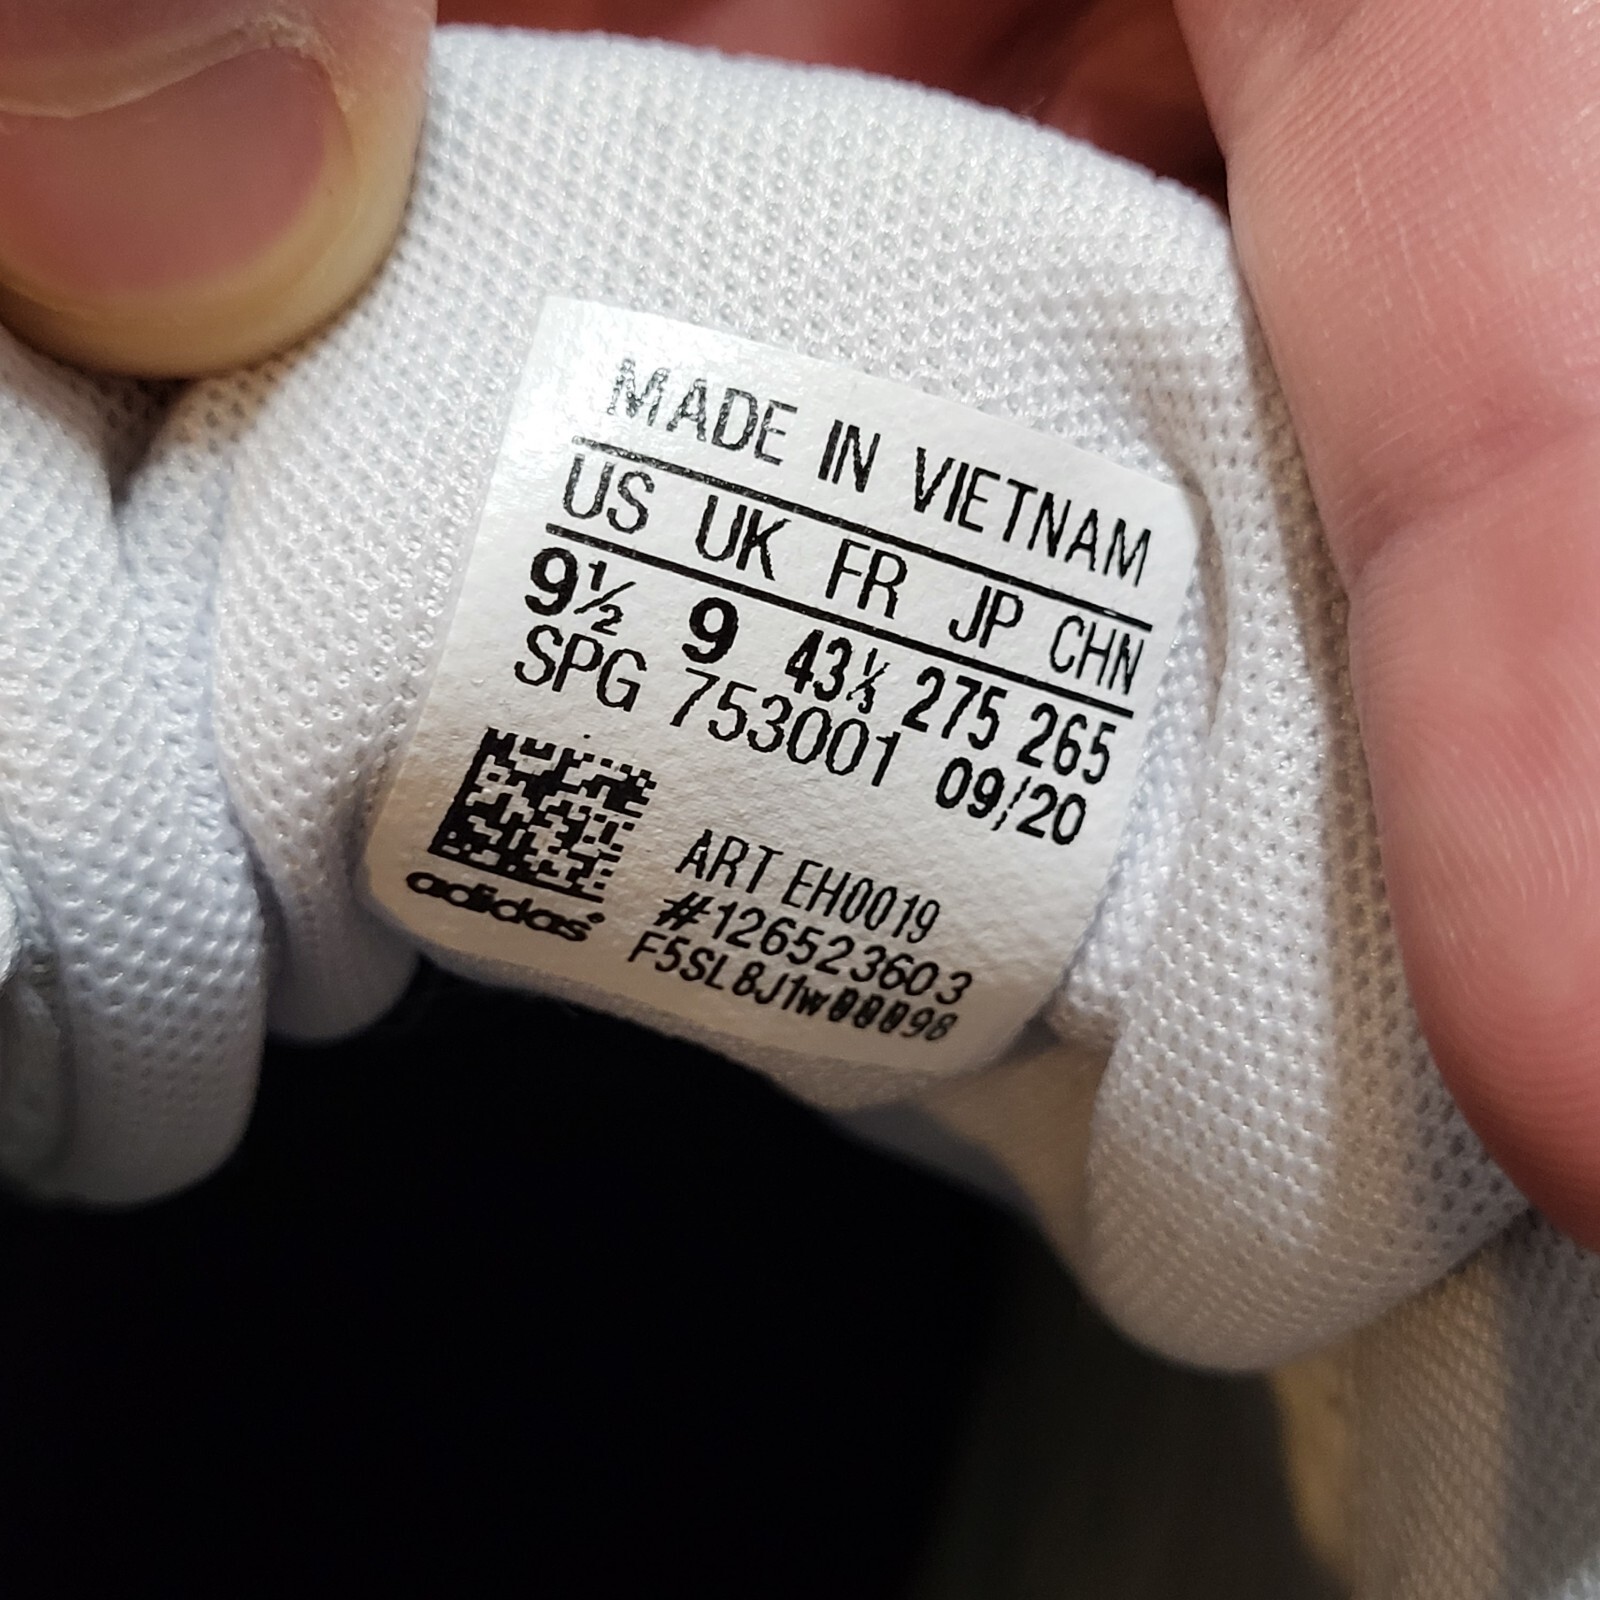 MADE IN VIETNAM
US UK FR JP CHN
9½ 9 43⅓ 275 265
SPG 753001 09/20
ART EH0019
#126523603
F5SL8J1W00098
adidas